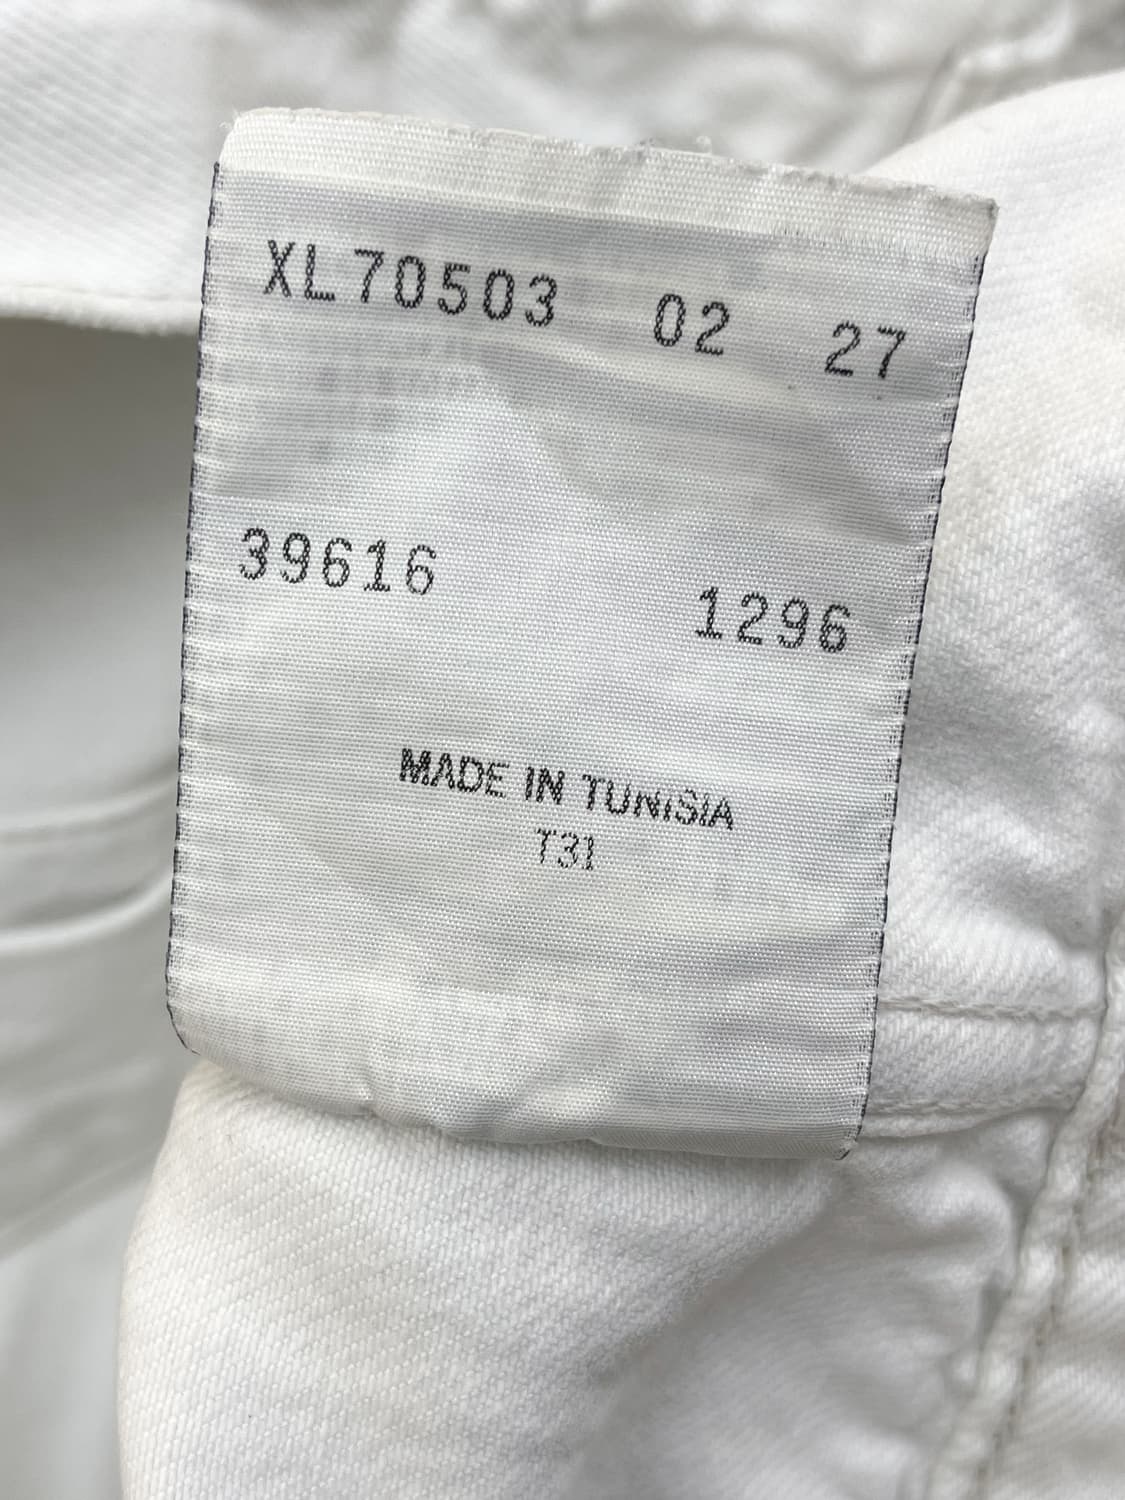 XL70503 02 27
39616 1296
MADE IN TUNISIA
T31